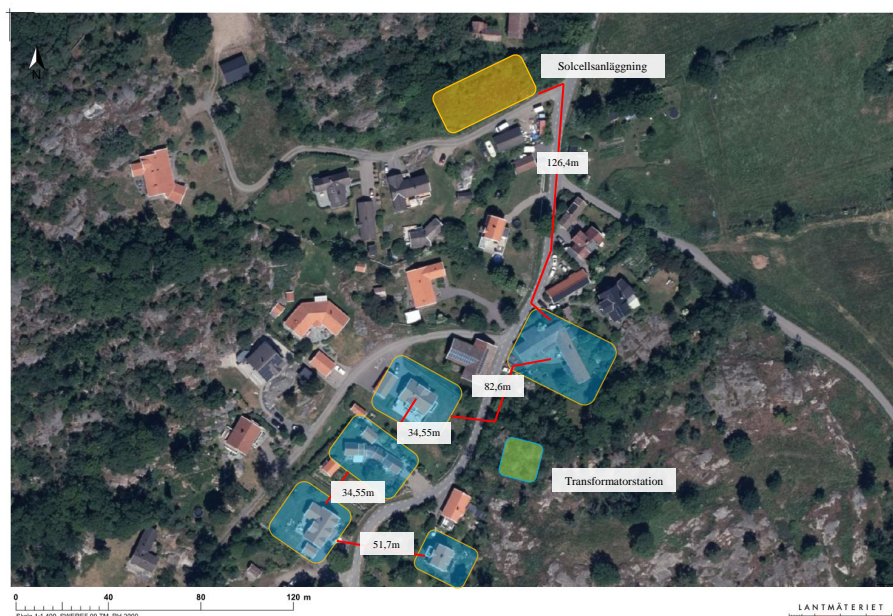 N
Solcellsanläggning
126,4m
82,6m
34,55m
34,55m
Transformatorstation
51,7m
0 40 80 120 m
LANTMÄTERIET